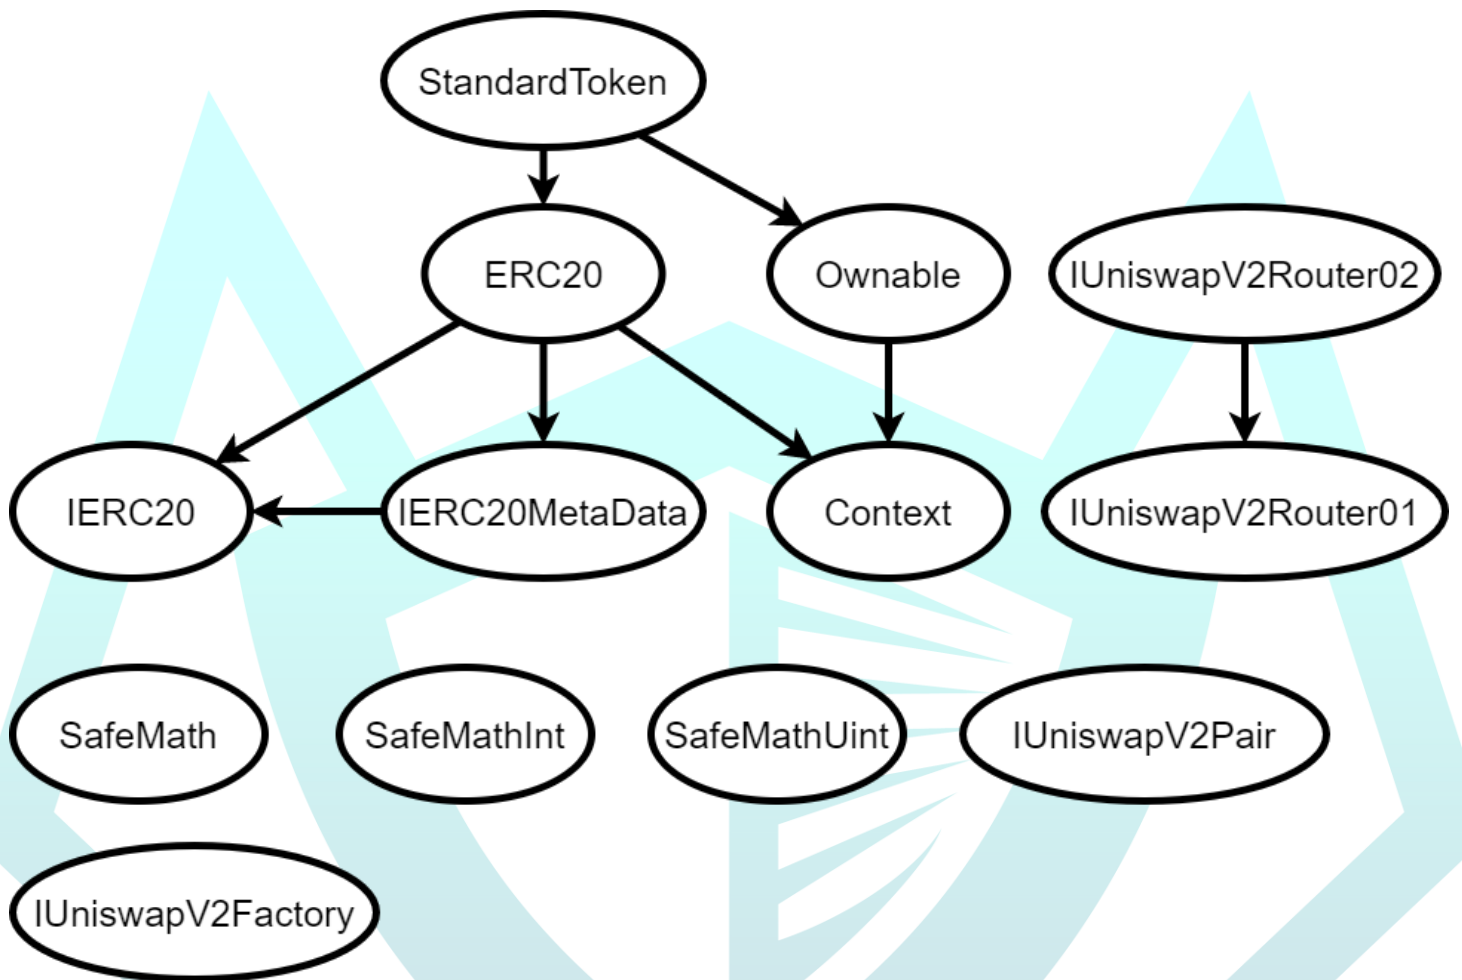 StandardToken
ERC20
Ownable
IUniswapV2Router02
IERC20
IERC20MetaData
Context
IUniswapV2Router01
SafeMath
SafeMathInt
SafeMathUint
IUniswapV2Pair
IUniswapV2Factory